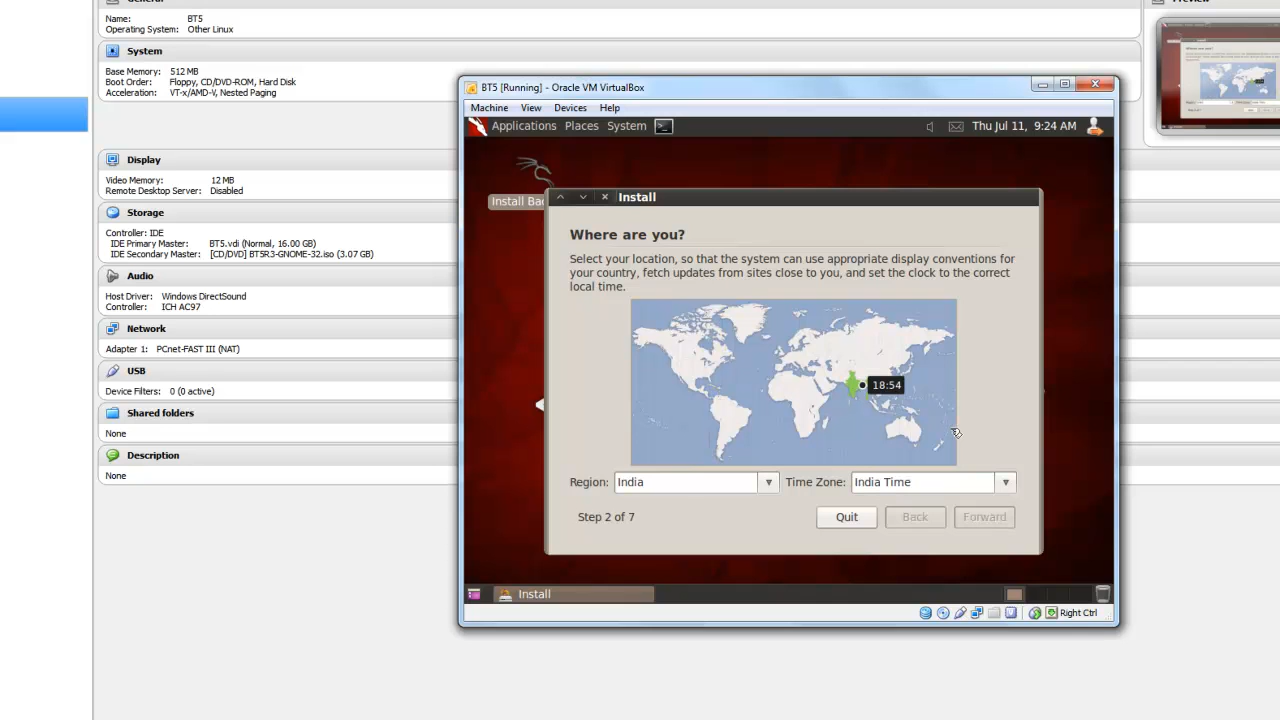 General
Name: BT5
Operating System: Other Linux
System
Base Memory: 512 MB
Boot Order: Floppy, CD/DVD-ROM, Hard Disk
Acceleration: VT-x/AMD-V, Nested Paging
Display
Video Memory: 12 MB
Remote Desktop Server: Disabled
Storage
Controller: IDE
IDE Primary Master: BT5.vdi (Normal, 16.00 GB)
IDE Secondary Master: [CD/DVD] BT5R3-GNOME-32.iso (3.07 GB)
Audio
Host Driver: Windows DirectSound
Controller: ICH AC97
Network
Adapter 1: PCnet-FAST III (NAT)
USB
Device Filters: 0 (0 active)
Shared folders
None
Description
None
Preview
BT5 [Running] - Oracle VM VirtualBox
Machine View Devices Help
Applications Places System Thu Jul 11, 9:24 AM
Install Bac
Install
Where are you?
Select your location, so that the system can use appropriate display conventions for
your country, fetch updates from sites close to you, and set the clock to the correct
local time.
18:54
Region: India Time Zone: India Time
Step 2 of 7 Quit Back Forward
Install
Right Ctrl